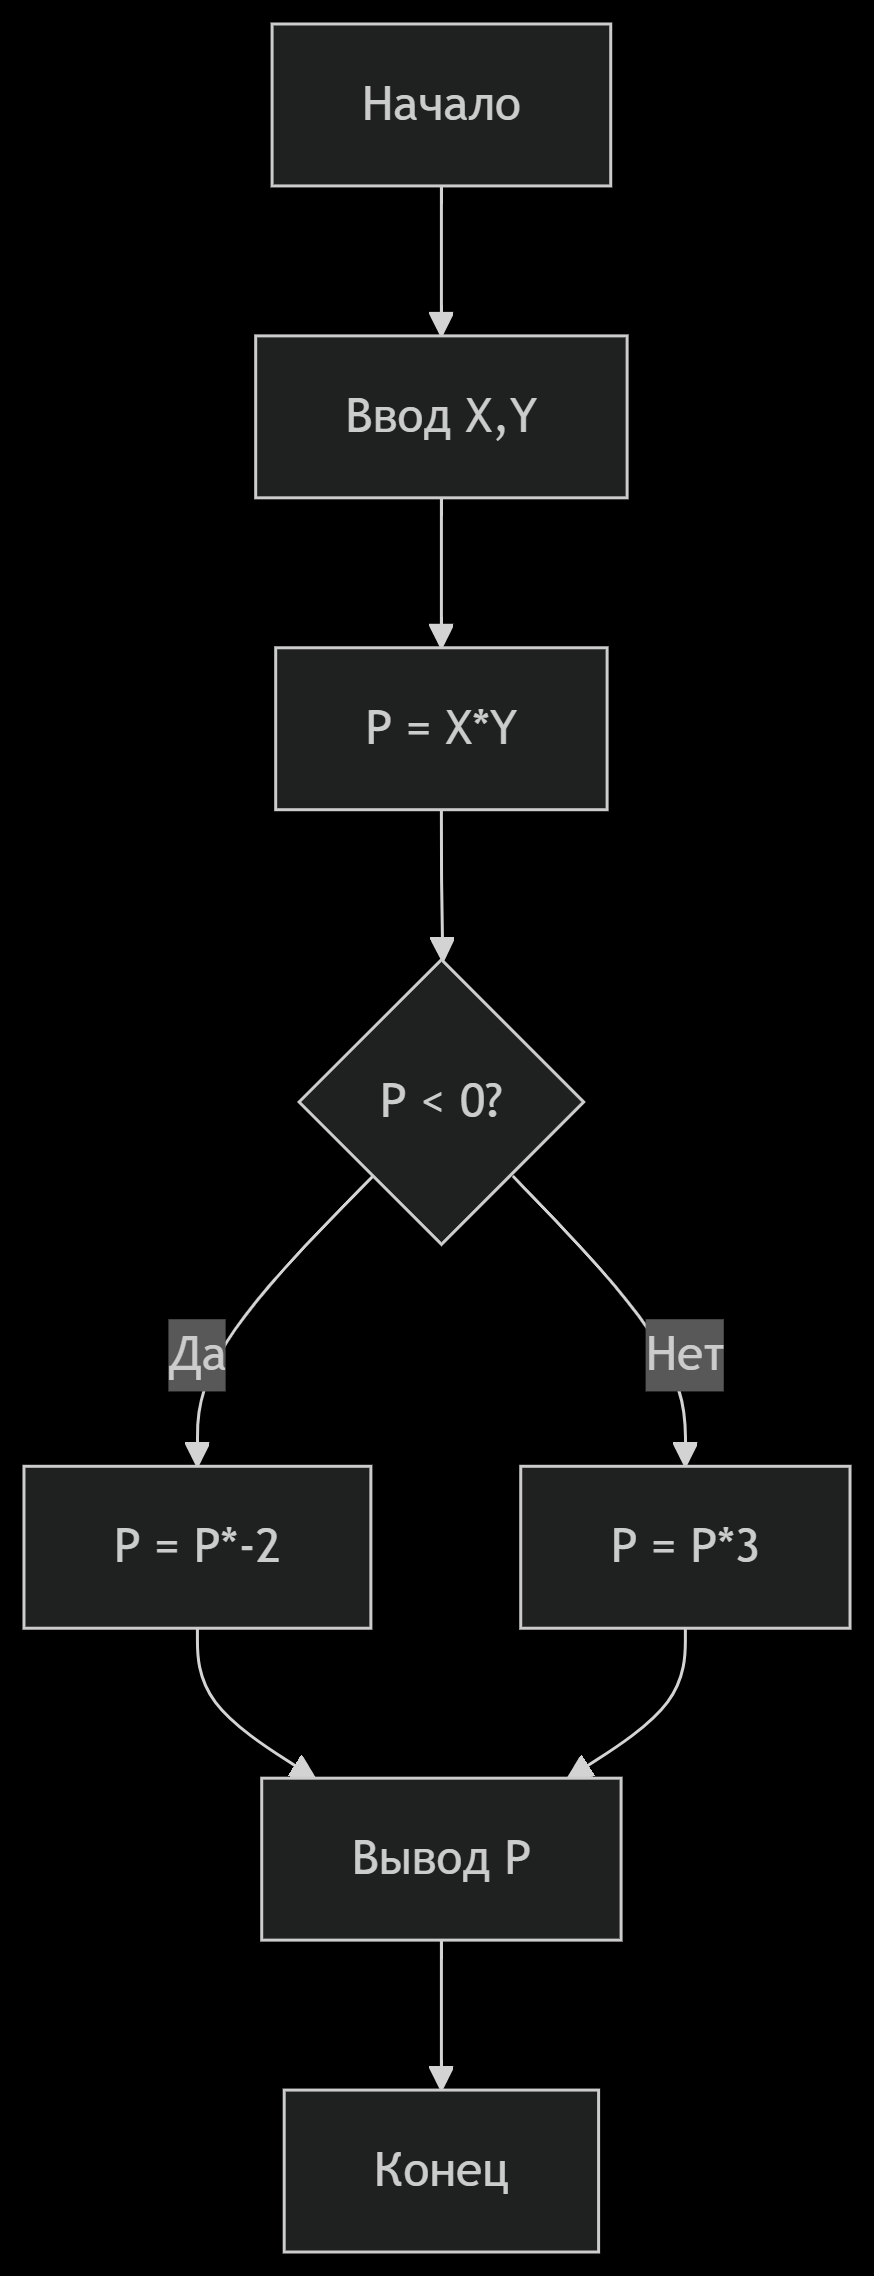 Начало
Ввод X,Y
P = X*Y
P < 0?
Да
Нет
P = P*-2
P = P*3
Вывод P
Конец